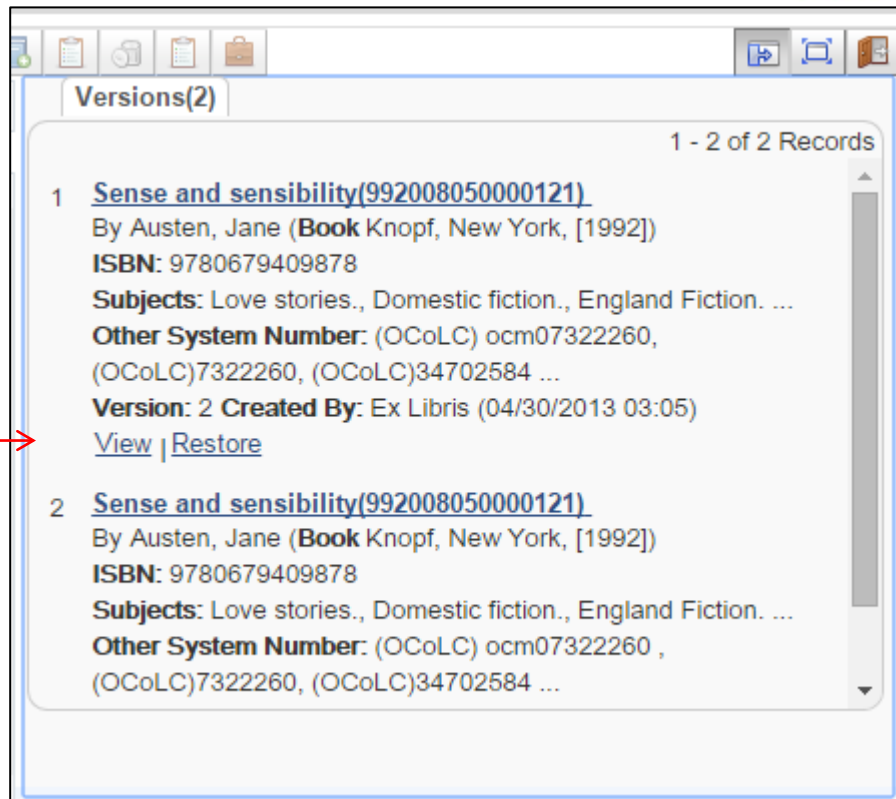 Versions(2)
1 - 2 of 2 Records
1 Sense and sensibility(992008050000121)
By Austen, Jane (Book Knopf, New York, [1992])
ISBN: 9780679409878
Subjects: Love stories., Domestic fiction., England Fiction. ...
Other System Number: (OCoLC) ocm07322260,
(OCoLC)7322260, (OCoLC)34702584 ...
Version: 2 Created By: Ex Libris (04/30/2013 03:05)
View | Restore
2 Sense and sensibility(992008050000121)
By Austen, Jane (Book Knopf, New York, [1992])
ISBN: 9780679409878
Subjects: Love stories., Domestic fiction., England Fiction. ...
Other System Number: (OCoLC) ocm07322260 ,
(OCoLC)7322260, (OCoLC)34702584 ...